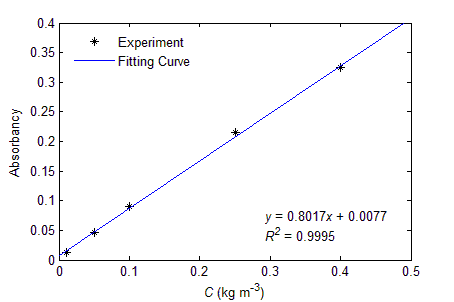 0.4
0.35
0.3
0.25
0.2
0.15
0.1
0.05
0
Absorbancy
Experiment
Fitting Curve
y = 0.8017x + 0.0077
R² = 0.9995
0 0.1 0.2 0.3 0.4 0.5
C (kg m⁻³)